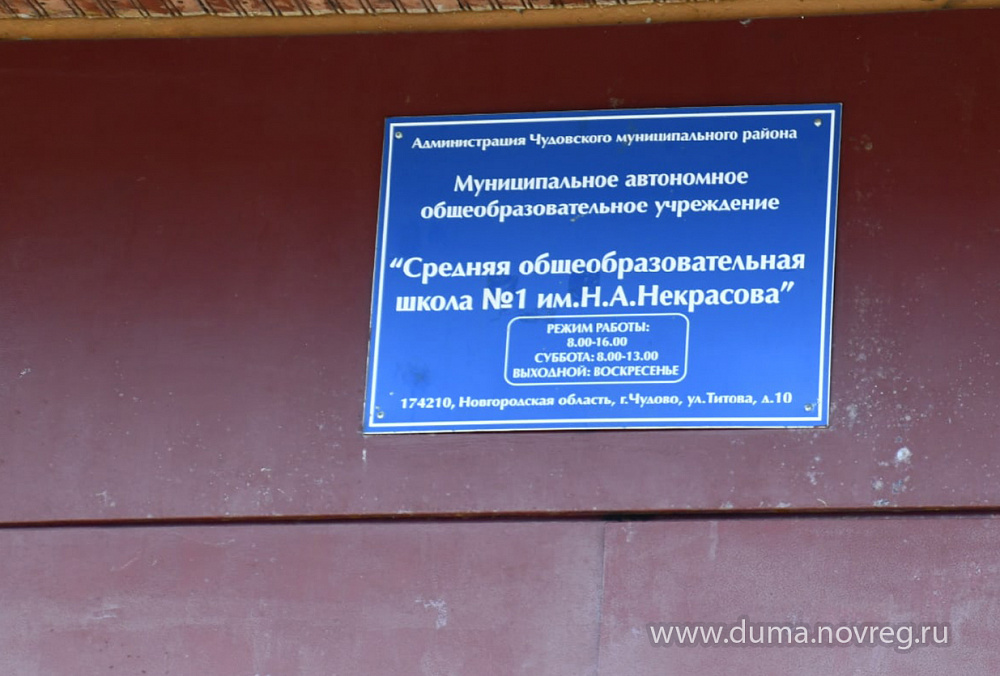 Администрация Чудовского муниципального района
Муниципальное автономное
общеобразовательное учреждение
“Средняя общеобразовательная
школа №1 им.Н.А.Некрасова”
РЕЖИМ РАБОТЫ:
8.00-16.00
СУББОТА: 8.00-13.00
ВЫХОДНОЙ: ВОСКРЕСЕНЬЕ
174210, Новгородская область, г.Чудово, ул.Титова, д.10
www.duma.novreg.ru